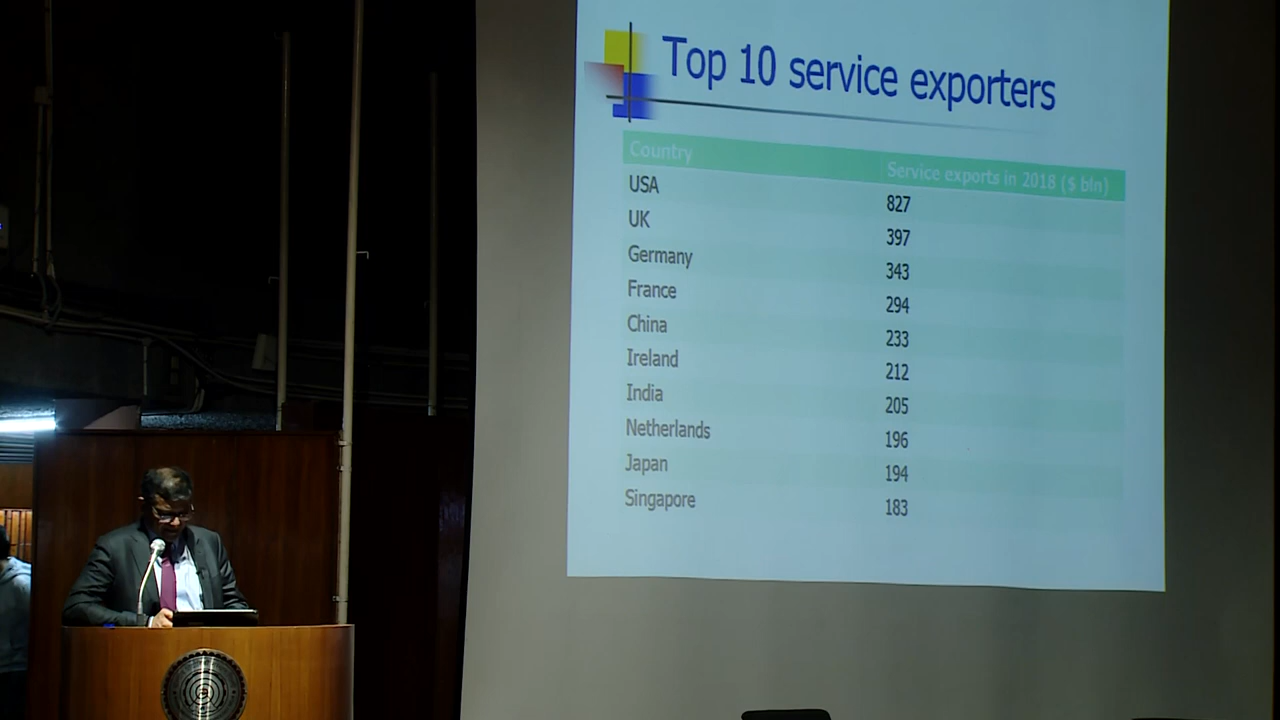 Top 10 service exporters
Country Service exports in 2018 ($ bln)
USA 827
UK 397
Germany 343
France 294
China 233
Ireland 212
India 205
Netherlands 196
Japan 194
Singapore 183